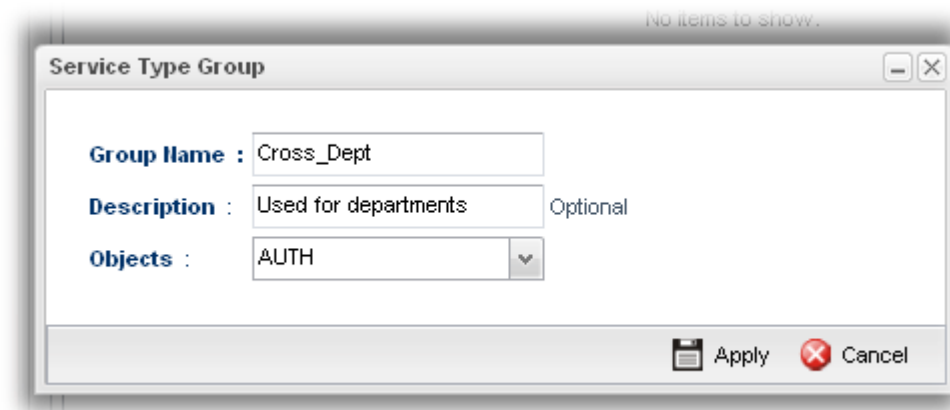 No items to show.
Service Type Group
Group Name : Cross_Dept
Description : Used for departments Optional
Objects : AUTH
Apply Cancel